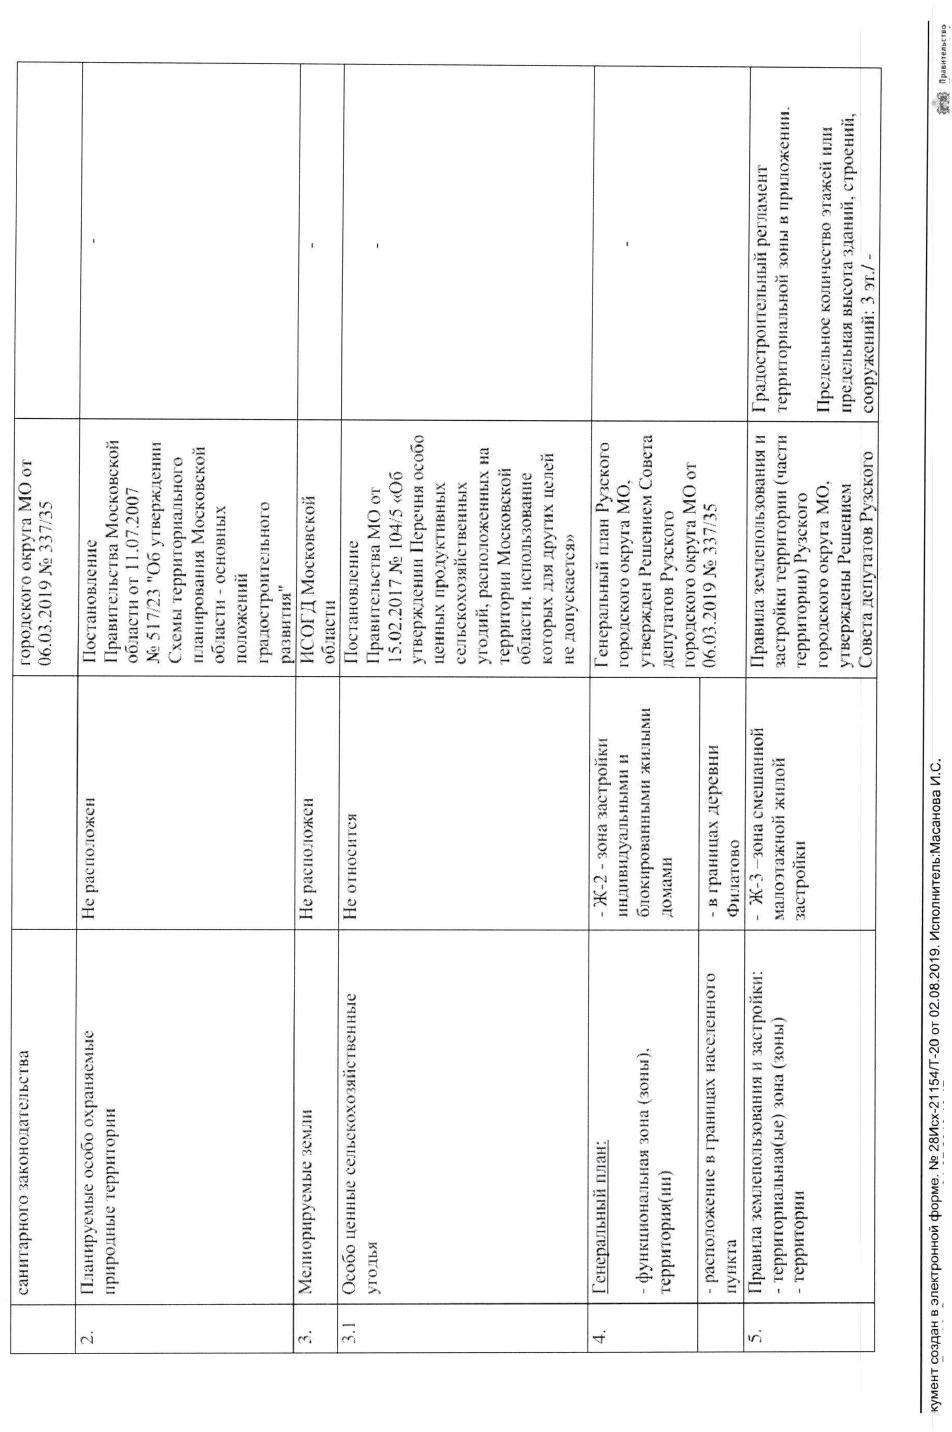 санитарного законодательства
городского округа МО от
06.03.2019 № 337/35
2.
Планируемые особо охраняемые
природные территории
Не расположен
Постановление
Правительства Московской
области от 11.07.2007
№ 517/23 "Об утверждении
Схемы территориального
планирования Московской
области - основных
положений
градостроительного
развития"
-
3.
Мелиорируемые земли
Не расположен
ИСОГД Московской
области
-
3.1
Особо ценные сельскохозяйственные
угодья
Не относится
Постановление
Правительства МО от
15.02.2017 № 104/5 «Об
утверждении Перечня особо
ценных продуктивных
сельскохозяйственных
угодий, расположенных на
территории Московской
области, использование
которых для других целей
не допускается»
-
4.
Генеральный план:
- функциональная зона (зоны),
территория(ии)
- Ж-2 - зона застройки
индивидуальными и
блокированными жилыми
домами
Генеральный план Рузского
городского округа МО,
утвержден Решением Совета
депутатов Рузского
городского округа МО от
06.03.2019 № 337/35
-
- расположение в границах населенного
пункта
- в границах деревни
Филатово
5.
Правила землепользования и застройки:
- территориальная(ые) зона (зоны)
- территории
- Ж-3 –зона смешанной
малоэтажной жилой
застройки
Правила землепользования и
застройки территории (части
территории) Рузского
городского округа МО,
утверждены Решением
Совета депутатов Рузского
Градостроительный регламент
территориальной зоны в приложении.
Предельное количество этажей или
предельная высота зданий, строений,
сооружений: 3 эт./ -
кумент создан в электронной форме. № 28Исх-21154/Т-20 от 02.08.2019. Исполнитель:Масанова И.С.
Правительство